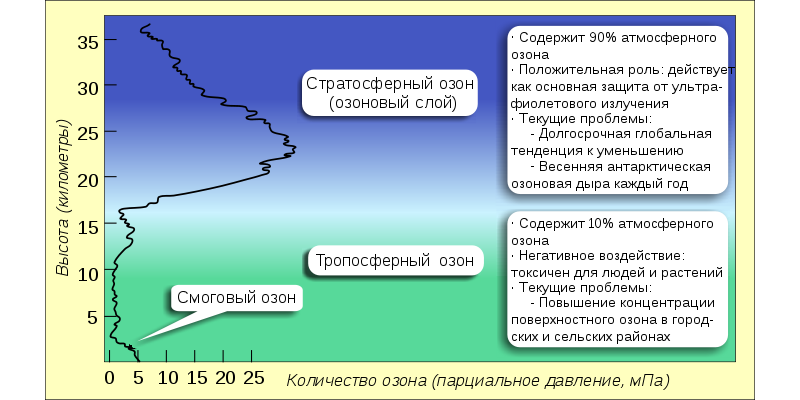 35
30
25
20
15
10
5
Высота (километры)
0 5 10 15 20 25
Количество озона (парциальное давление, мПа)
Стратосферный озон
(озоновый слой)
Тропосферный озон
Смоговый озон
· Содержит 90% атмосферного
озона
· Положительная роль: действует
как основная защита от ультра-
фиолетового излучения
· Текущие проблемы:
- Долгосрочная глобальная
тенденция к уменьшению
- Весенняя антарктическая
озоновая дыра каждый год
· Содержит 10% атмосферного
озона
· Негативное воздействие:
токсичен для людей и растений
· Текущие проблемы:
- Повышение концентрации
поверхностного озона в город-
ских и сельских районах